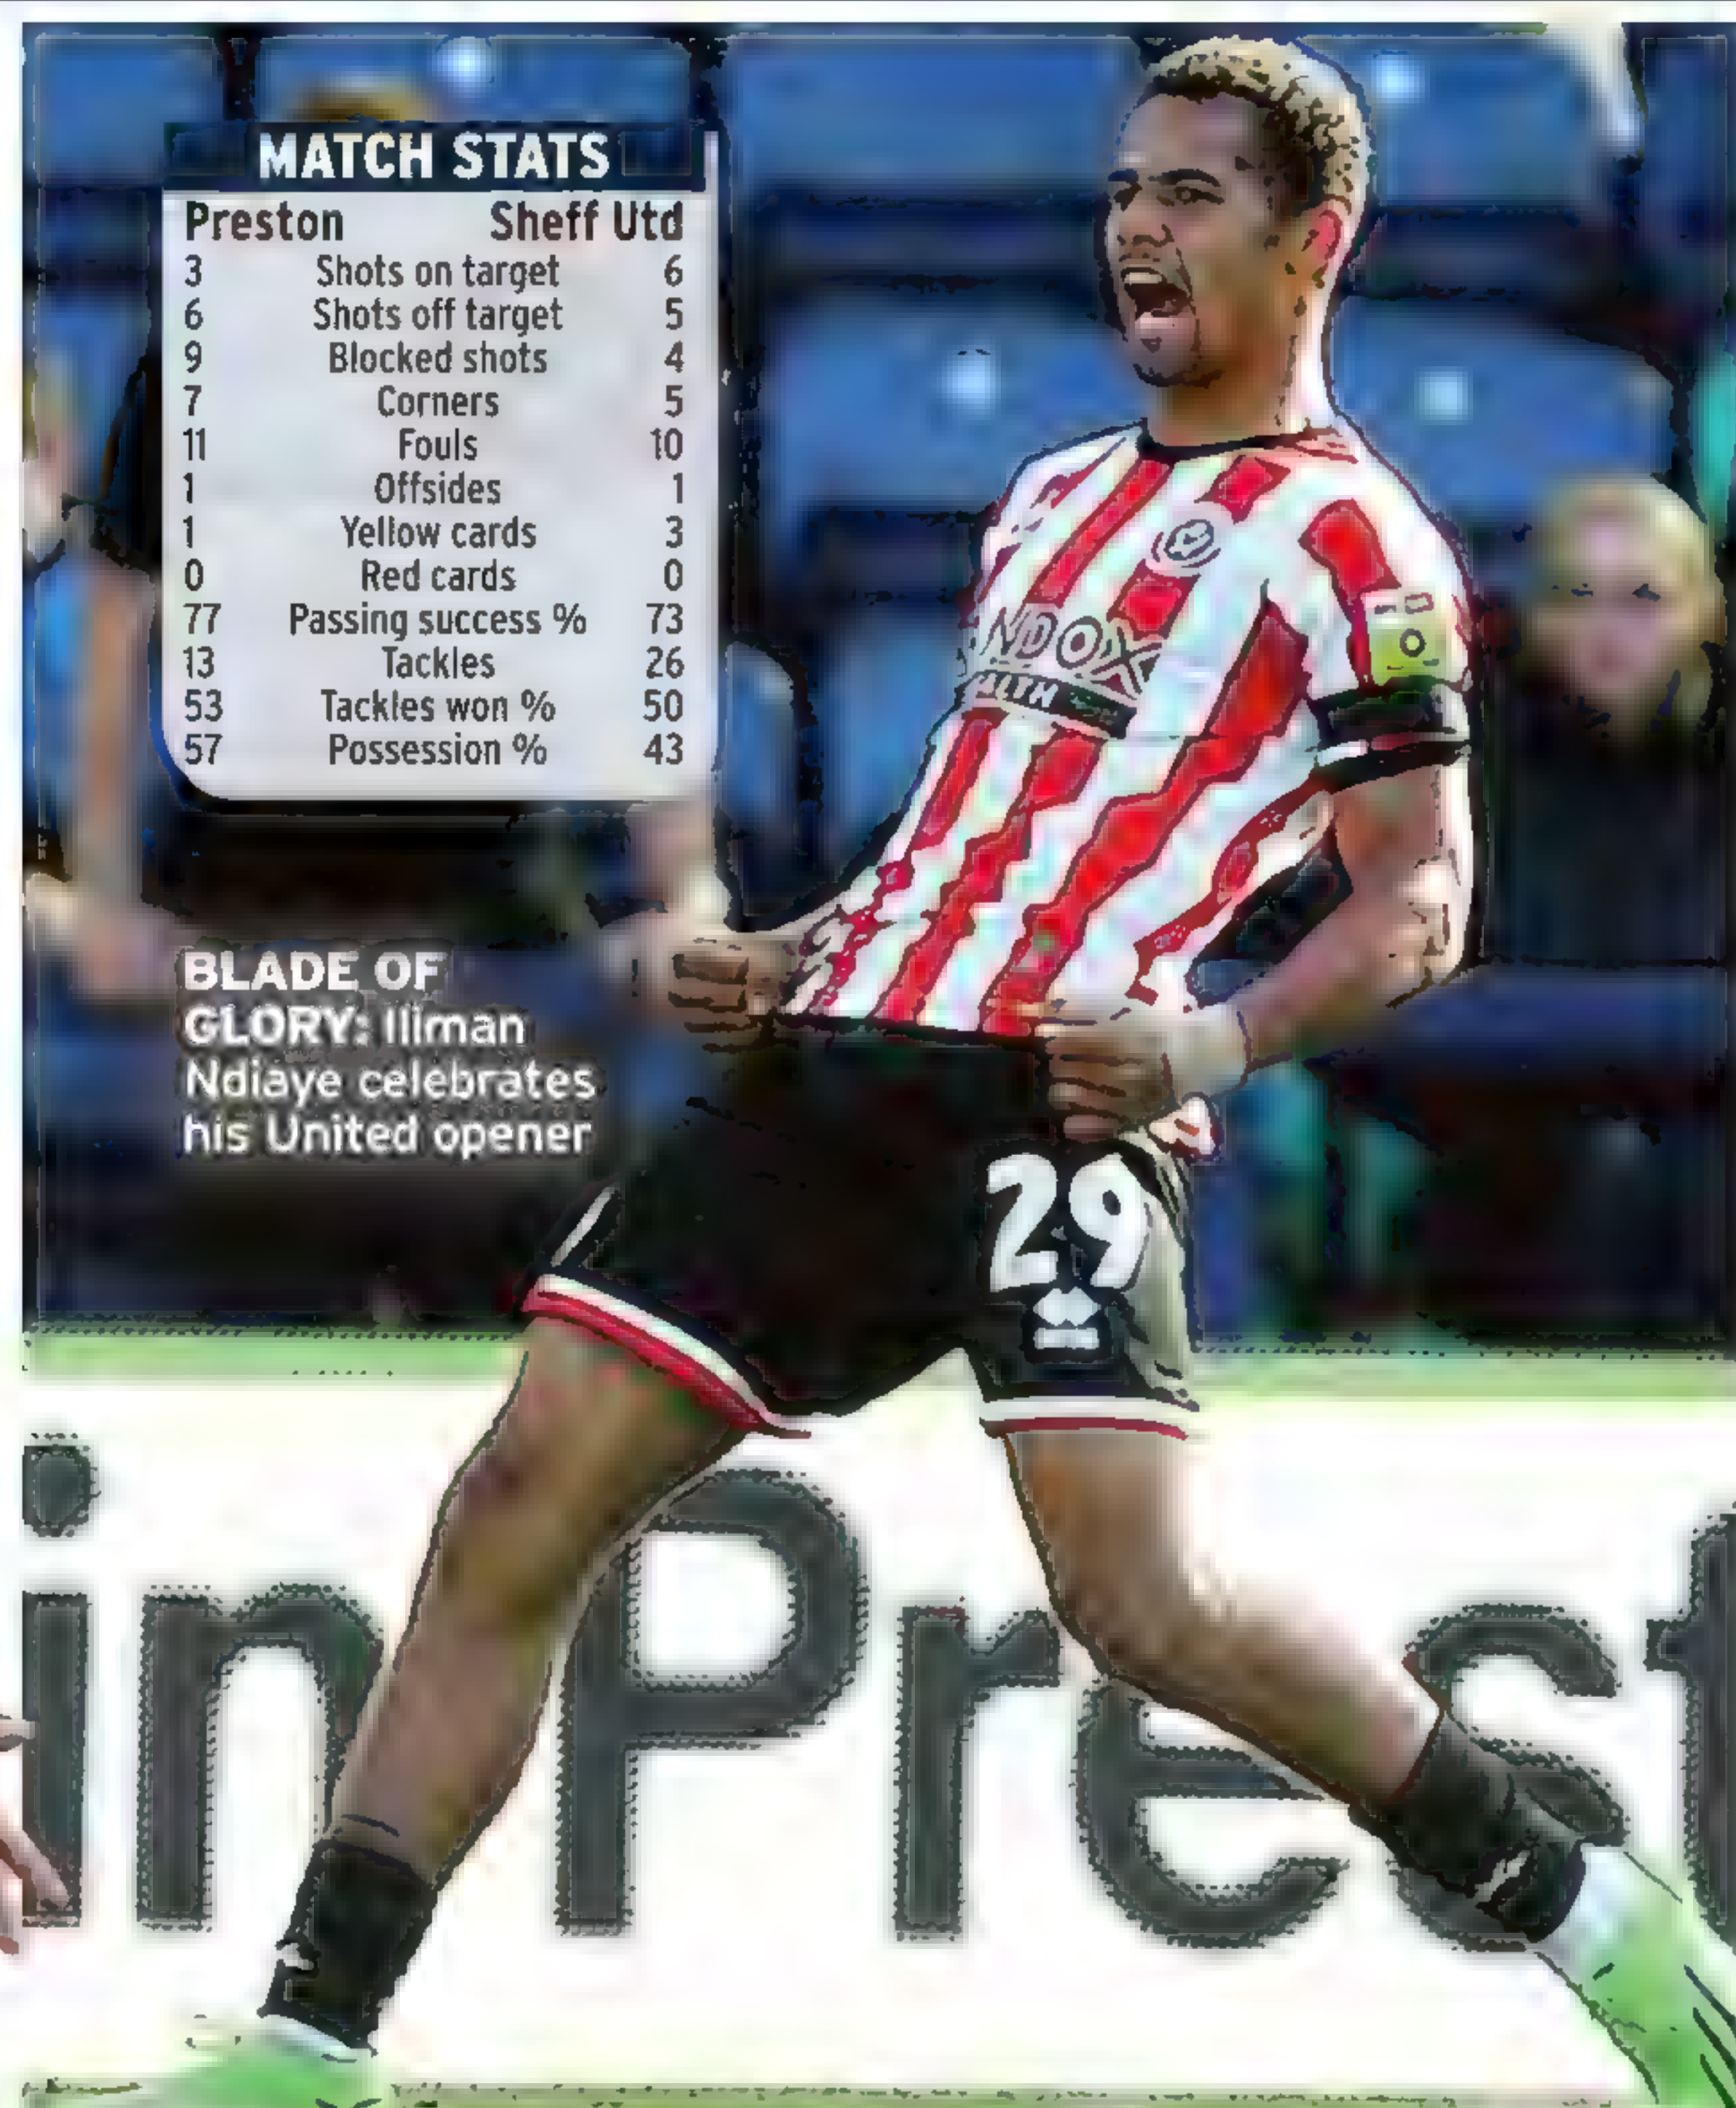 MATCH STATS
Preston Sheff Utd
3 Shots on target 6
6 Shots off target 5
9 Blocked shots 4
7 Corners 5
11 Fouls 10
1 Offsides 1
1 Yellow cards 3
0 Red cards 0
77 Passing success % 73
13 Tackles 26
53 Tackles won % 50
57 Possession % 43
BLADE OF
GLORY: Iliman
Ndiaye celebrates
his United opener
29
in Prest